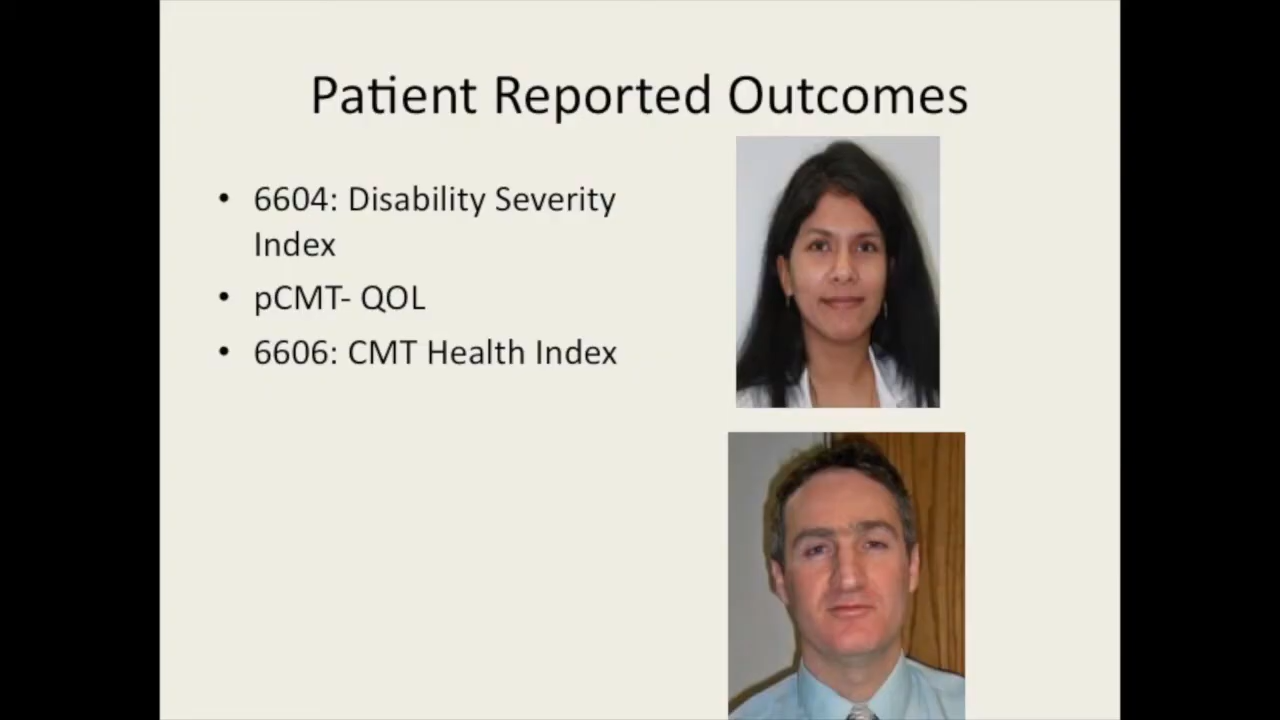 Patient Reported Outcomes
• 6604: Disability Severity
Index
• pCMT- QOL
• 6606: CMT Health Index